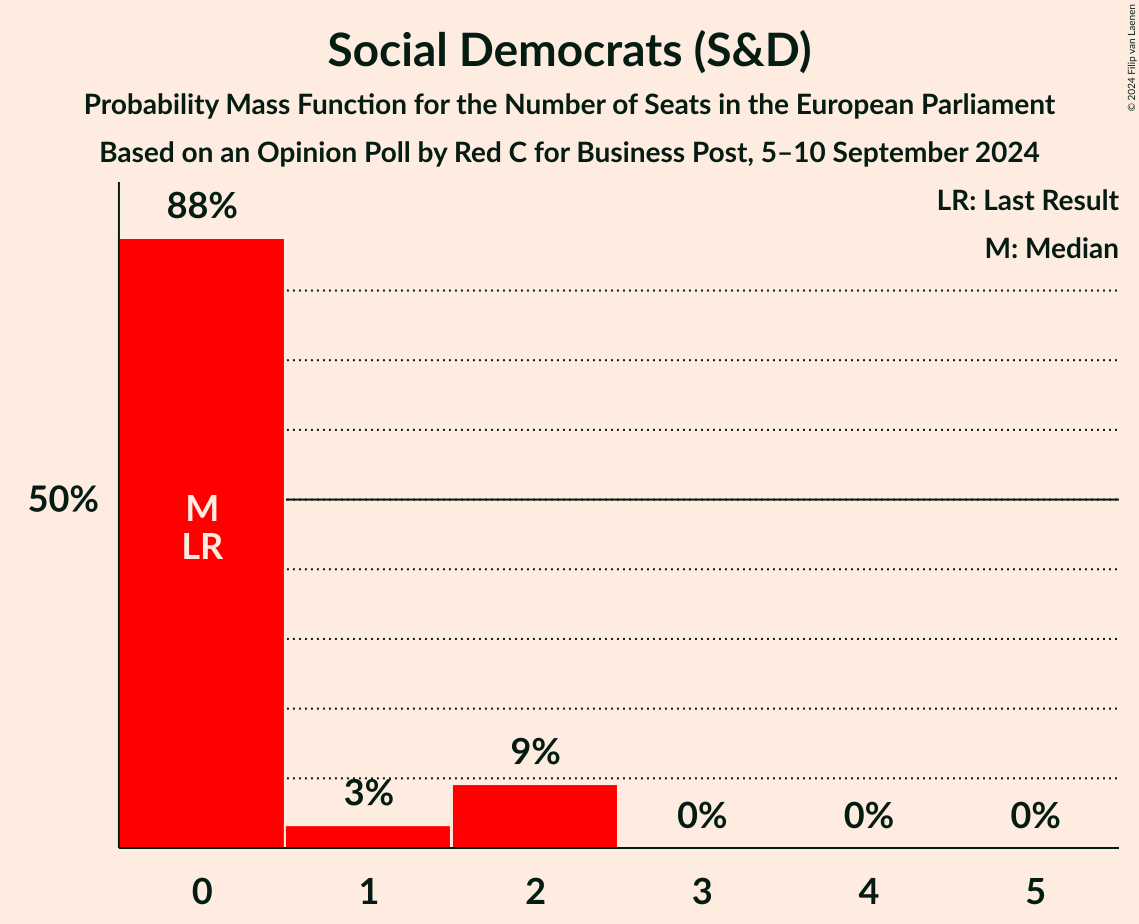 Social Democrats (S&D)
Probability Mass Function for the Number of Seats in the European Parliament
Based on an Opinion Poll by Red C for Business Post, 5–10 September 2024
© 2024 Filip van Laenen
LR: Last Result
M: Median
88%
50%
M
LR
3%
9%
0%
0%
0%
0
1
2
3
4
5